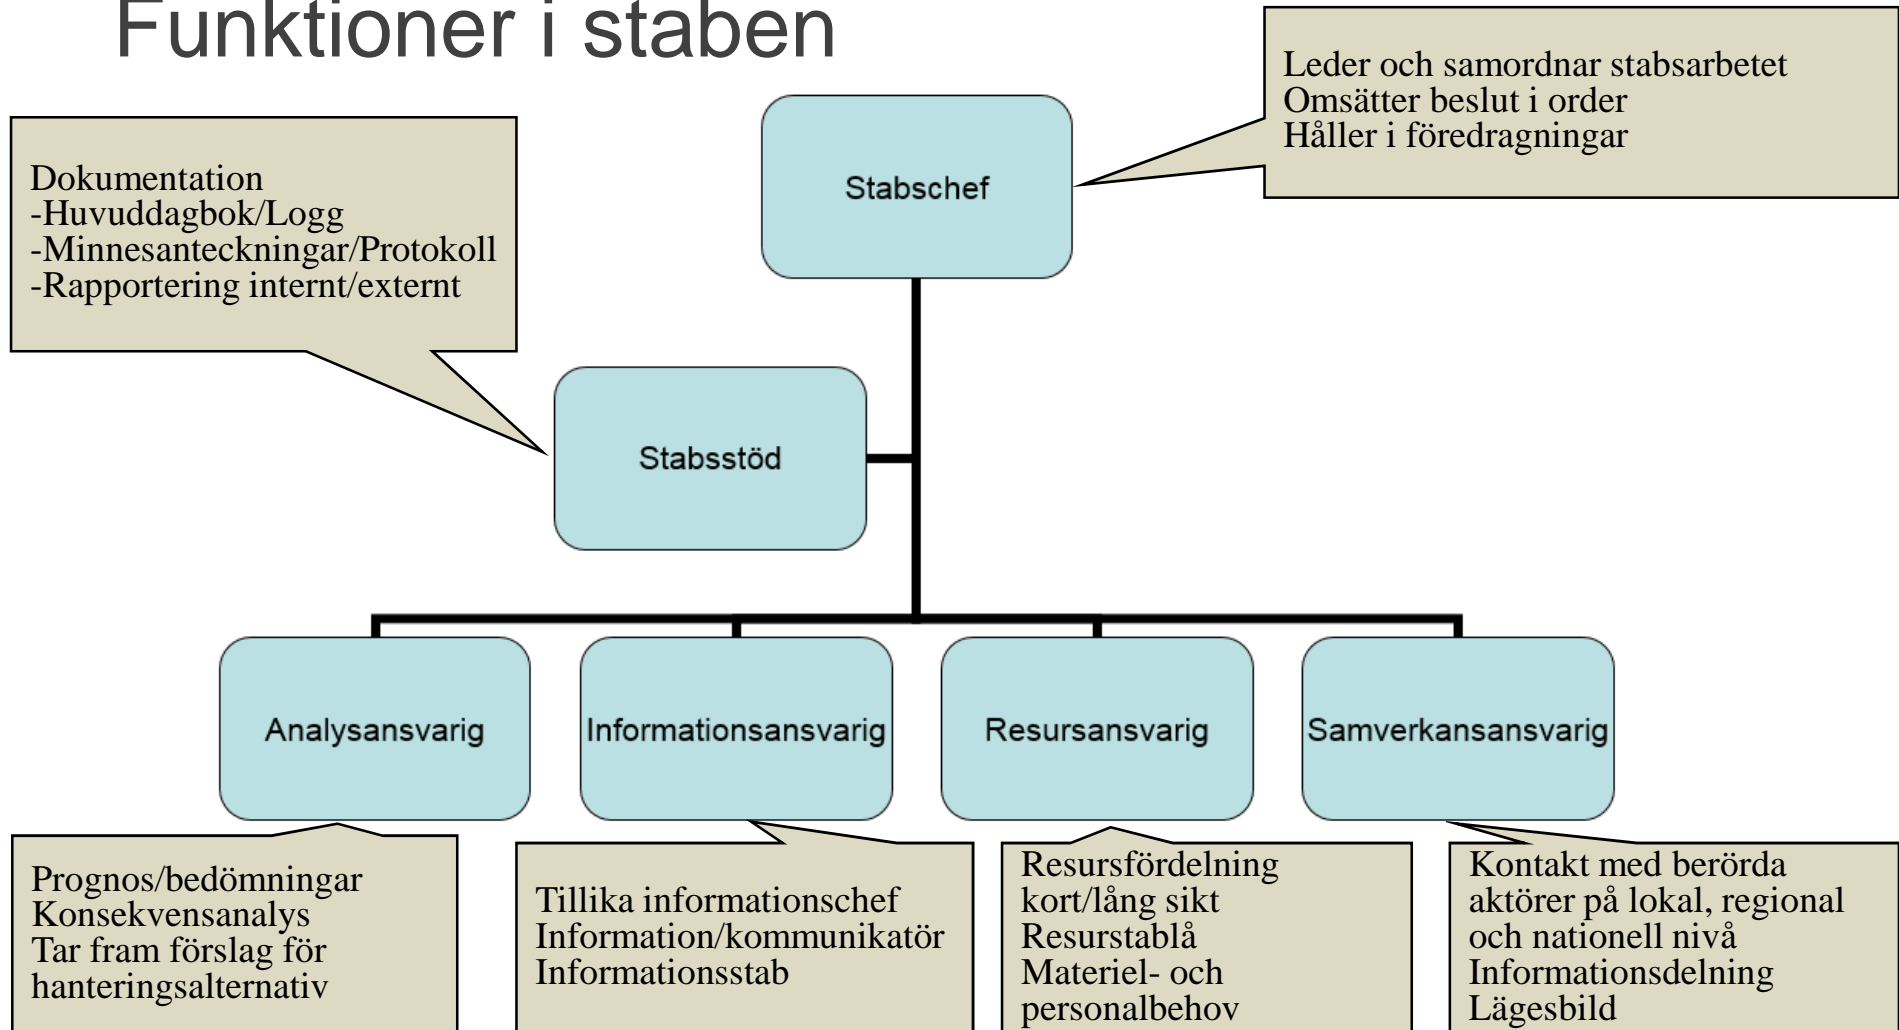 Funktioner i staben
Leder och samordnar stabsarbetet
Omsätter beslut i order
Håller i föredragningar
Dokumentation
-Huvuddagbok/Logg
-Minnesanteckningar/Protokoll
-Rapportering internt/externt
Stabschef
Stabsstöd
Analysansvarig
Informationsansvarig
Resursansvarig
Samverkansansvarig
Prognos/bedömningar
Konsekvensanalys
Tar fram förslag för
hanteringsalternativ
Tillika informationschef
Information/kommunikatör
Informationsstab
Resursfördelning
kort/lång sikt
Resurstablå
Materiel- och
personalbehov
Kontakt med berörda
aktörer på lokal, regional
och nationell nivå
Informationsdelning
Lägesbild